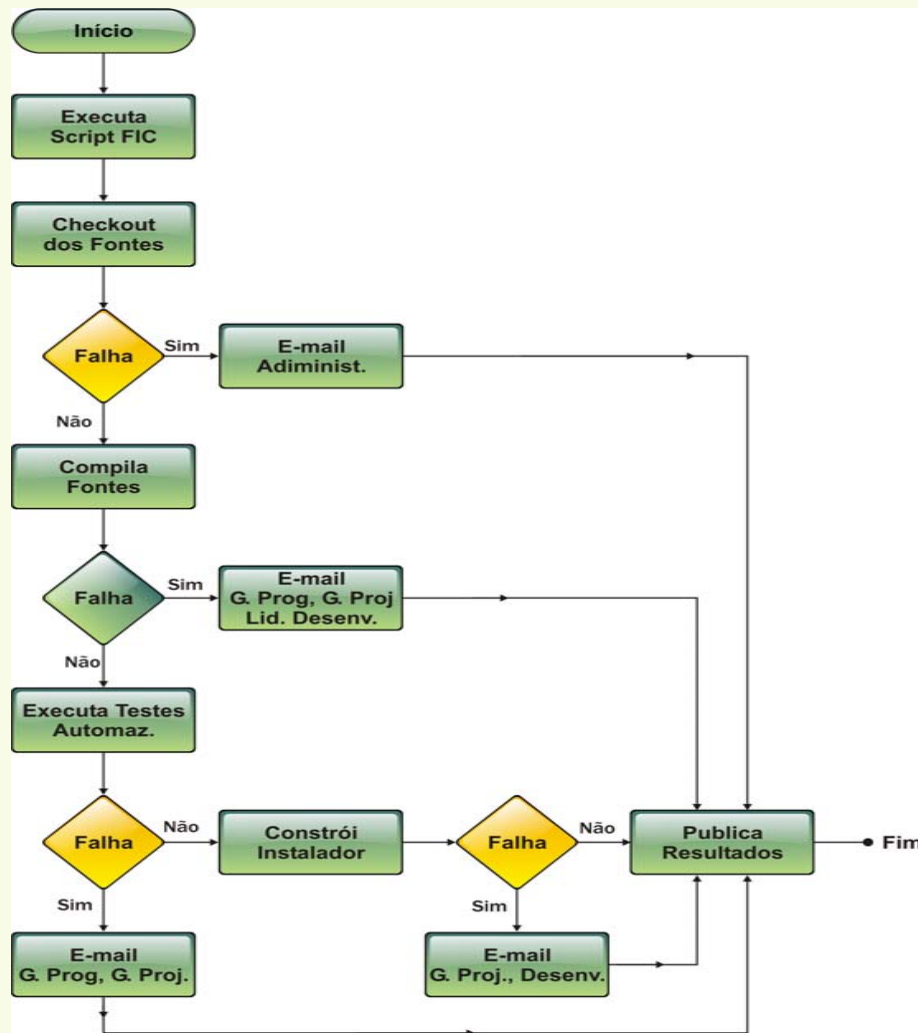 Início
Executa
Script FIC
Checkout
dos Fontes
Falha
Sim
E-mail
Adiminist.
Não
Compila
Fontes
Falha
Sim
E-mail
G. Prog, G. Proj
Lid. Desenv.
Não
Executa Testes
Automaz.
Falha
Não
Constrói
Instalador
Falha
Não
Publica
Resultados
Fim
Sim
E-mail
G. Prog, G. Proj.
Sim
E-mail
G. Proj., Desenv.